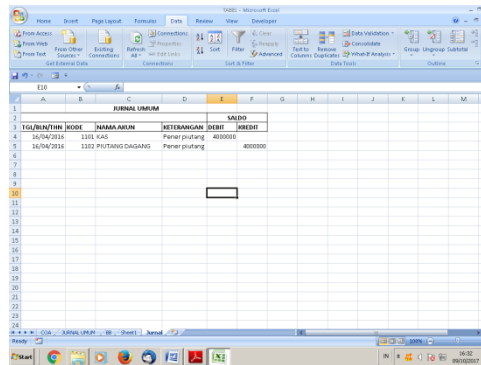 TABIS - Microsoft Excel
Home Insert Page Layout Formulas Data Review View Developer
From Access
From Web
From Text
From Other Sources
Existing Connections
Get External Data
Refresh All
Connections
Properties
Edit Links
Connections
Sort
Filter
Clear
Reapply
Advanced
Sort & Filter
Text to Columns
Remove Duplicates
Data Validation
Consolidate
What-If Analysis
Data Tools
Group Ungroup Subtotal
Outline
E10 fx
A B C D E F G H I J K L M
1 JURNAL UMUM
2 SALDO
3 TGL/BLN/THN KODE NAMA AKUN KETERANGAN DEBIT KREDIT
4 16/04/2016 1101 KAS Pener piutang 4000000
5 16/04/2016 1102 PIUTANG DAGANG Pener piutang 4000000
6
7
8
9
10
11
12
13
14
15
16
17
18
19
20
21
22
23
24
COA JURNAL UMUM BB Sheet1 Jurnal
Ready 100%
Start IN 16:02
09/10/2017